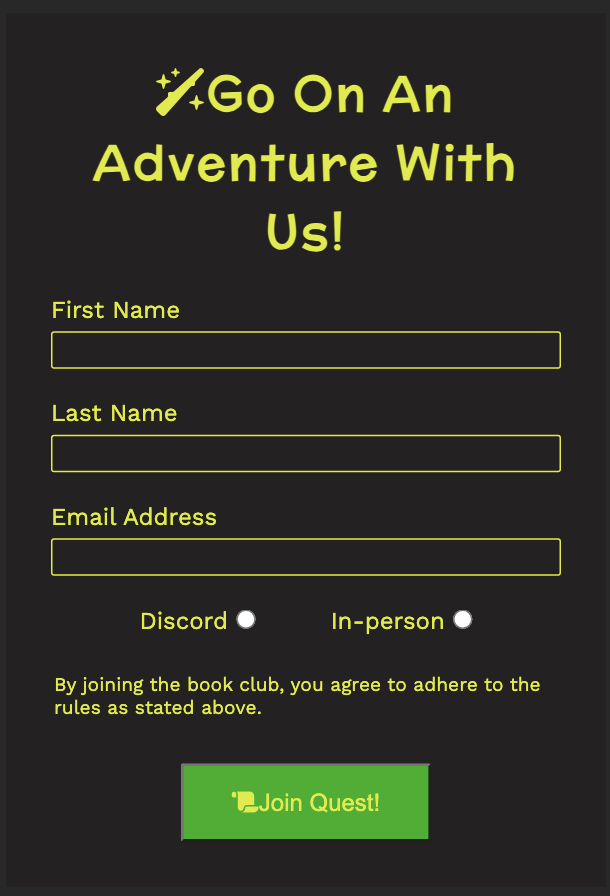 Go On An
Adventure With
Us!
First Name
Last Name
Email Address
Discord In-person
By joining the book club, you agree to adhere to the
rules as stated above.
Join Quest!